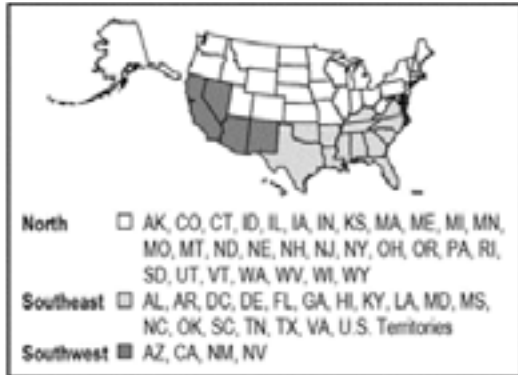 North AK, CO, CT, ID, IL, IA, IN, KS, MA, ME, MI, MN,
MO, MT, ND, NE, NH, NJ, NY, OH, OR, PA, RI,
SD, UT, VT, WA, WV, WI, WY
Southeast AL, AR, DC, DE, FL, GA, HI, KY, LA, MD, MS,
NC, OK, SC, TN, TX, VA, U.S. Territories
Southwest AZ, CA, NM, NV